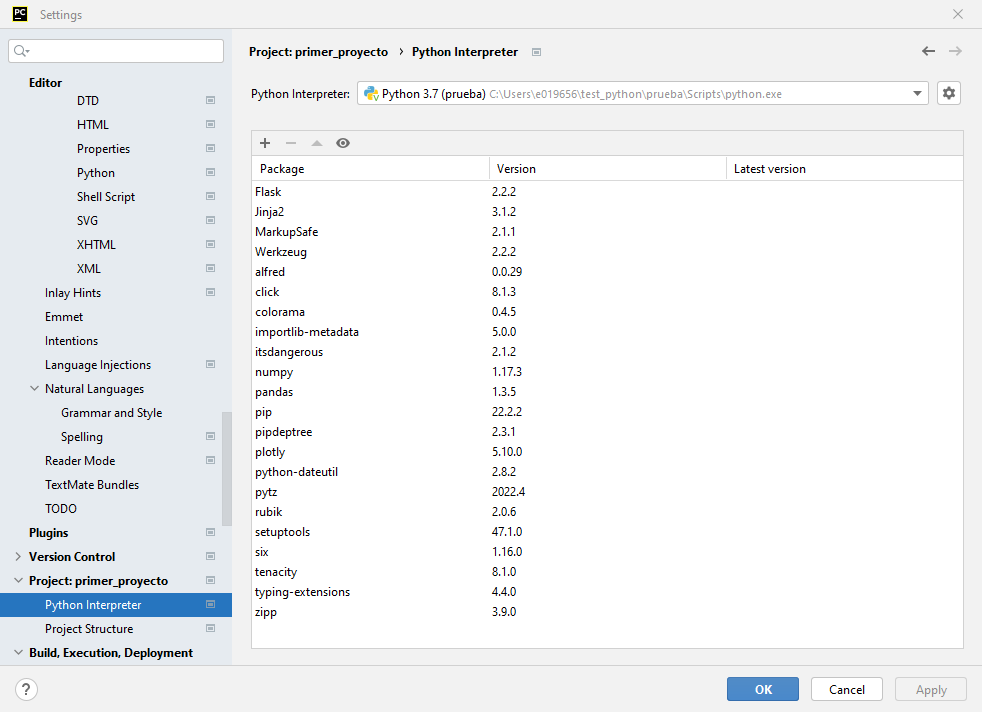 PC
Settings
Editor
DTD
HTML
Properties
Python
Shell Script
SVG
XHTML
XML
Inlay Hints
Emmet
Intentions
Language Injections
Natural Languages
Grammar and Style
Spelling
Reader Mode
TextMate Bundles
TODO
Plugins
Version Control
Project: primer_proyecto
Python Interpreter
Project Structure
Build, Execution, Deployment
Project: primer_proyecto › Python Interpreter
Python Interpreter: Python 3.7 (prueba) C:\Users\e019656\test_python\prueba\Scripts\python.exe
Package Version Latest version
Flask 2.2.2
Jinja2 3.1.2
MarkupSafe 2.1.1
Werkzeug 2.2.2
alfred 0.0.29
click 8.1.3
colorama 0.4.5
importlib-metadata 5.0.0
itsdangerous 2.1.2
numpy 1.17.3
pandas 1.3.5
pip 22.2.2
pipdeptree 2.3.1
plotly 5.10.0
python-dateutil 2.8.2
pytz 2022.4
rubik 2.0.6
setuptools 47.1.0
six 1.16.0
tenacity 8.1.0
typing-extensions 4.4.0
zipp 3.9.0
? OK Cancel Apply